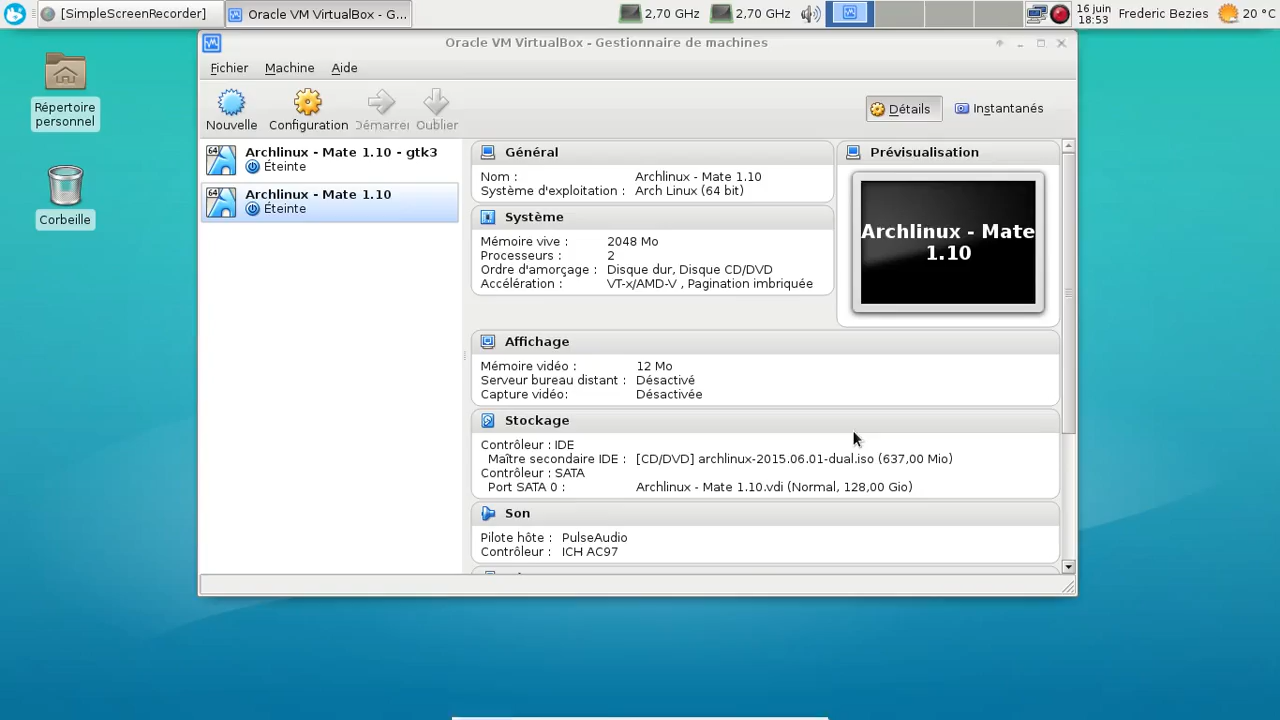 [SimpleScreenRecorder]
Oracle VM VirtualBox - G...
2,70 GHz
2,70 GHz
16 juin
18:53
Frederic Bezies
20 °C
Répertoire
personnel
Corbeille
Oracle VM VirtualBox - Gestionnaire de machines
Fichier
Machine
Aide
Nouvelle
Configuration
Démarrer
Oublier
Détails
Instantanés
64
Archlinux - Mate 1.10 - gtk3
Éteinte
64
Archlinux - Mate 1.10
Éteinte
Général
Nom : Archlinux - Mate 1.10
Système d'exploitation : Arch Linux (64 bit)
Système
Mémoire vive : 2048 Mo
Processeurs : 2
Ordre d'amorçage : Disque dur, Disque CD/DVD
Accélération : VT-x/AMD-V , Pagination imbriquée
Prévisualisation
Archlinux - Mate
1.10
Affichage
Mémoire vidéo : 12 Mo
Serveur bureau distant : Désactivé
Capture vidéo: Désactivée
Stockage
Contrôleur : IDE
Maître secondaire IDE : [CD/DVD] archlinux-2015.06.01-dual.iso (637,00 Mio)
Contrôleur : SATA
Port SATA 0 : Archlinux - Mate 1.10.vdi (Normal, 128,00 Gio)
Son
Pilote hôte : PulseAudio
Contrôleur : ICH AC97